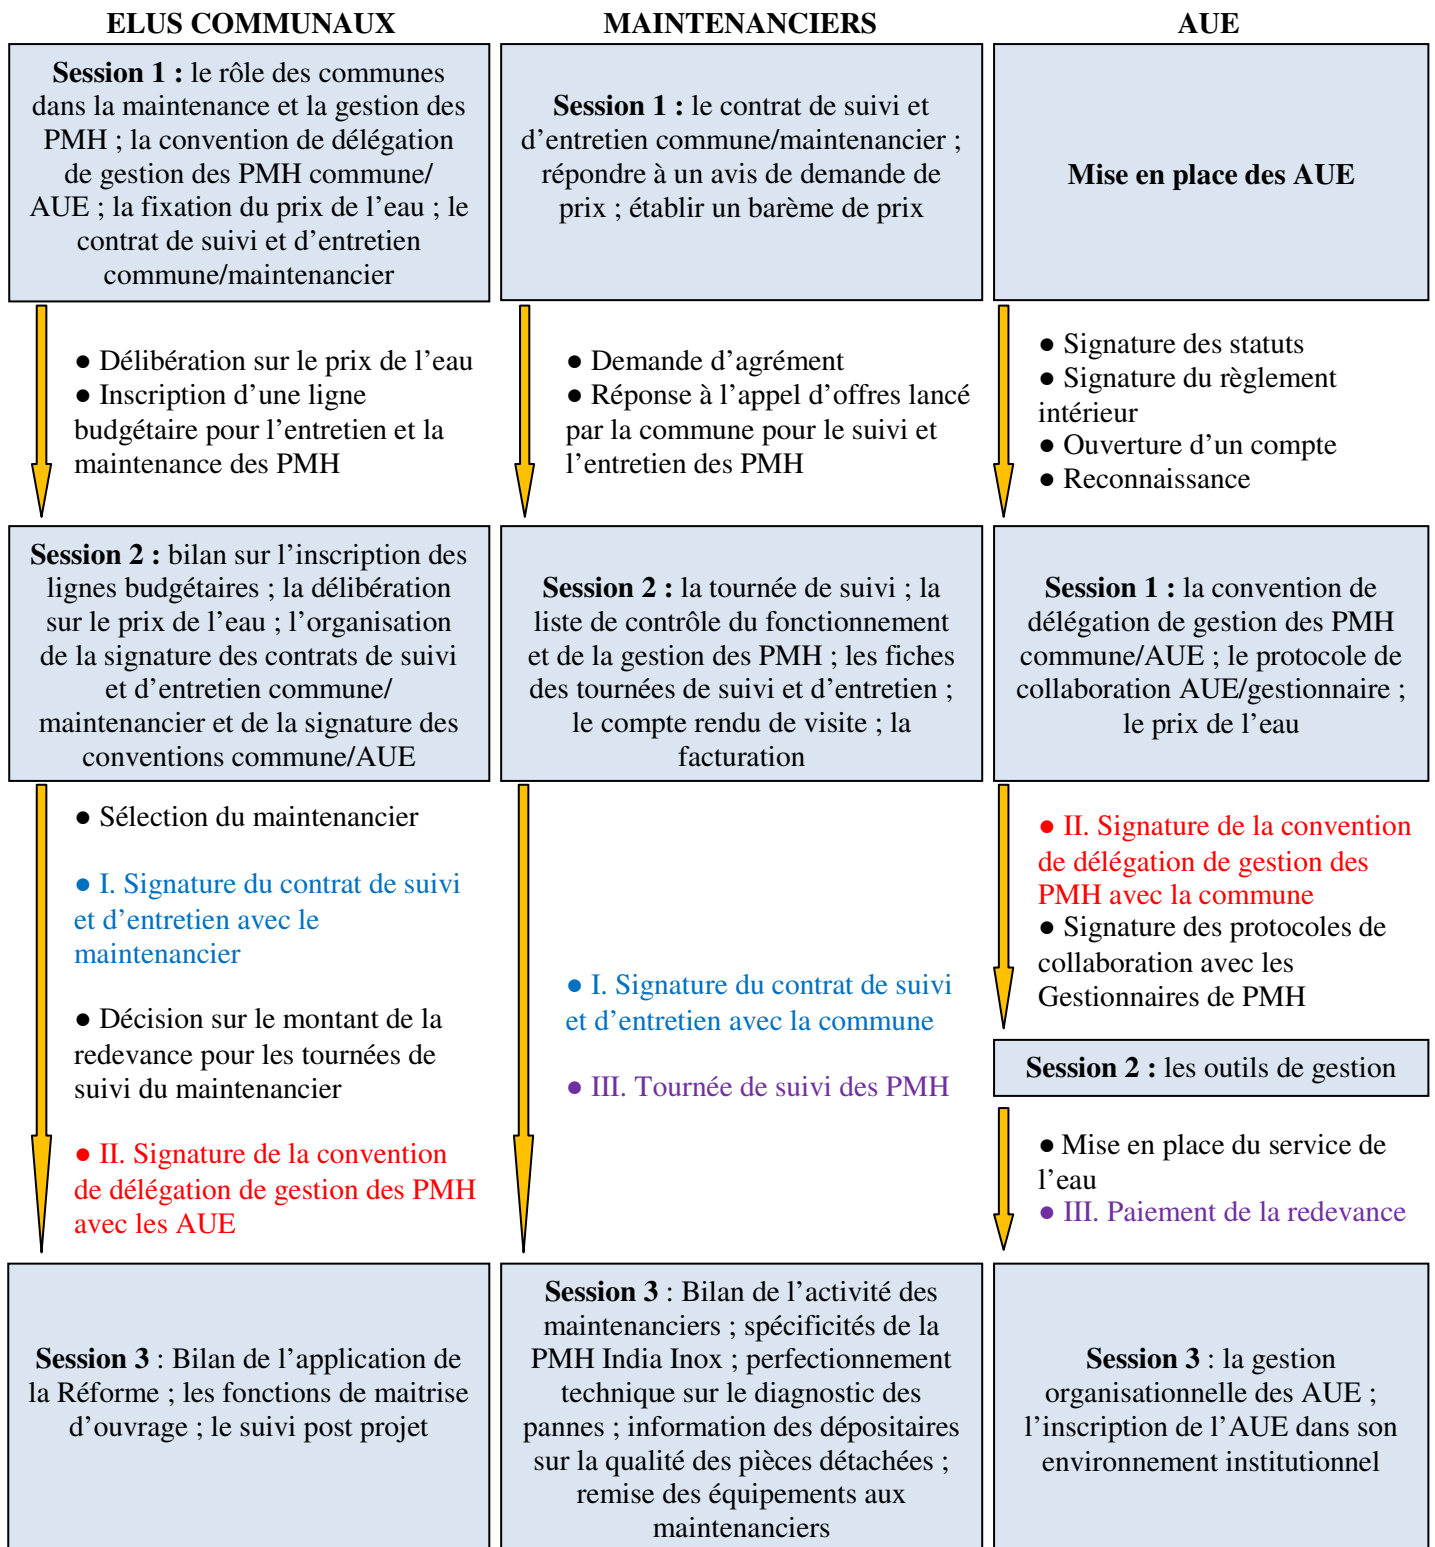 ELUS COMMUNAUX
Session 1 : le rôle des communes
dans la maintenance et la gestion des
PMH ; la convention de délégation
de gestion des PMH commune/
AUE ; la fixation du prix de l’eau ; le
contrat de suivi et d’entretien
commune/maintenancier
● Délibération sur le prix de l’eau
● Inscription d’une ligne
budgétaire pour l’entretien et la
maintenance des PMH
Session 2 : bilan sur l’inscription des
lignes budgétaires ; la délibération
sur le prix de l’eau ; l’organisation
de la signature des contrats de suivi
et d’entretien commune/
maintenancier et de la signature des
conventions commune/AUE
● Sélection du maintenancier
● I. Signature du contrat de suivi
et d’entretien avec le
maintenancier
● Décision sur le montant de la
redevance pour les tournées de
suivi du maintenancier
● II. Signature de la convention
de délégation de gestion des PMH
avec les AUE
Session 3 : Bilan de l’application de
la Réforme ; les fonctions de maitrise
d’ouvrage ; le suivi post projet
MAINTENANCIERS
Session 1 : le contrat de suivi et
d’entretien commune/maintenancier ;
répondre à un avis de demande de
prix ; établir un barème de prix
● Demande d’agrément
● Réponse à l’appel d’offres lancé
par la commune pour le suivi et
l’entretien des PMH
Session 2 : la tournée de suivi ; la
liste de contrôle du fonctionnement
et de la gestion des PMH ; les fiches
des tournées de suivi et d’entretien ;
le compte rendu de visite ; la
facturation
● I. Signature du contrat de suivi
et d’entretien avec la commune
● III. Tournée de suivi des PMH
Session 3 : Bilan de l’activité des
maintenanciers ; spécificités de la
PMH India Inox ; perfectionnement
technique sur le diagnostic des
pannes ; information des dépositaires
sur la qualité des pièces détachées ;
remise des équipements aux
maintenanciers
AUE
Mise en place des AUE
● Signature des statuts
● Signature du règlement
intérieur
● Ouverture d’un compte
● Reconnaissance
Session 1 : la convention de
délégation de gestion des PMH
commune/AUE ; le protocole de
collaboration AUE/gestionnaire ;
le prix de l’eau
● II. Signature de la convention
de délégation de gestion des
PMH avec la commune
● Signature des protocoles de
collaboration avec les
Gestionnaires de PMH
Session 2 : les outils de gestion
● Mise en place du service de
l’eau
● III. Paiement de la redevance
Session 3 : la gestion
organisationnelle des AUE ;
l’inscription de l’AUE dans son
environnement institutionnel